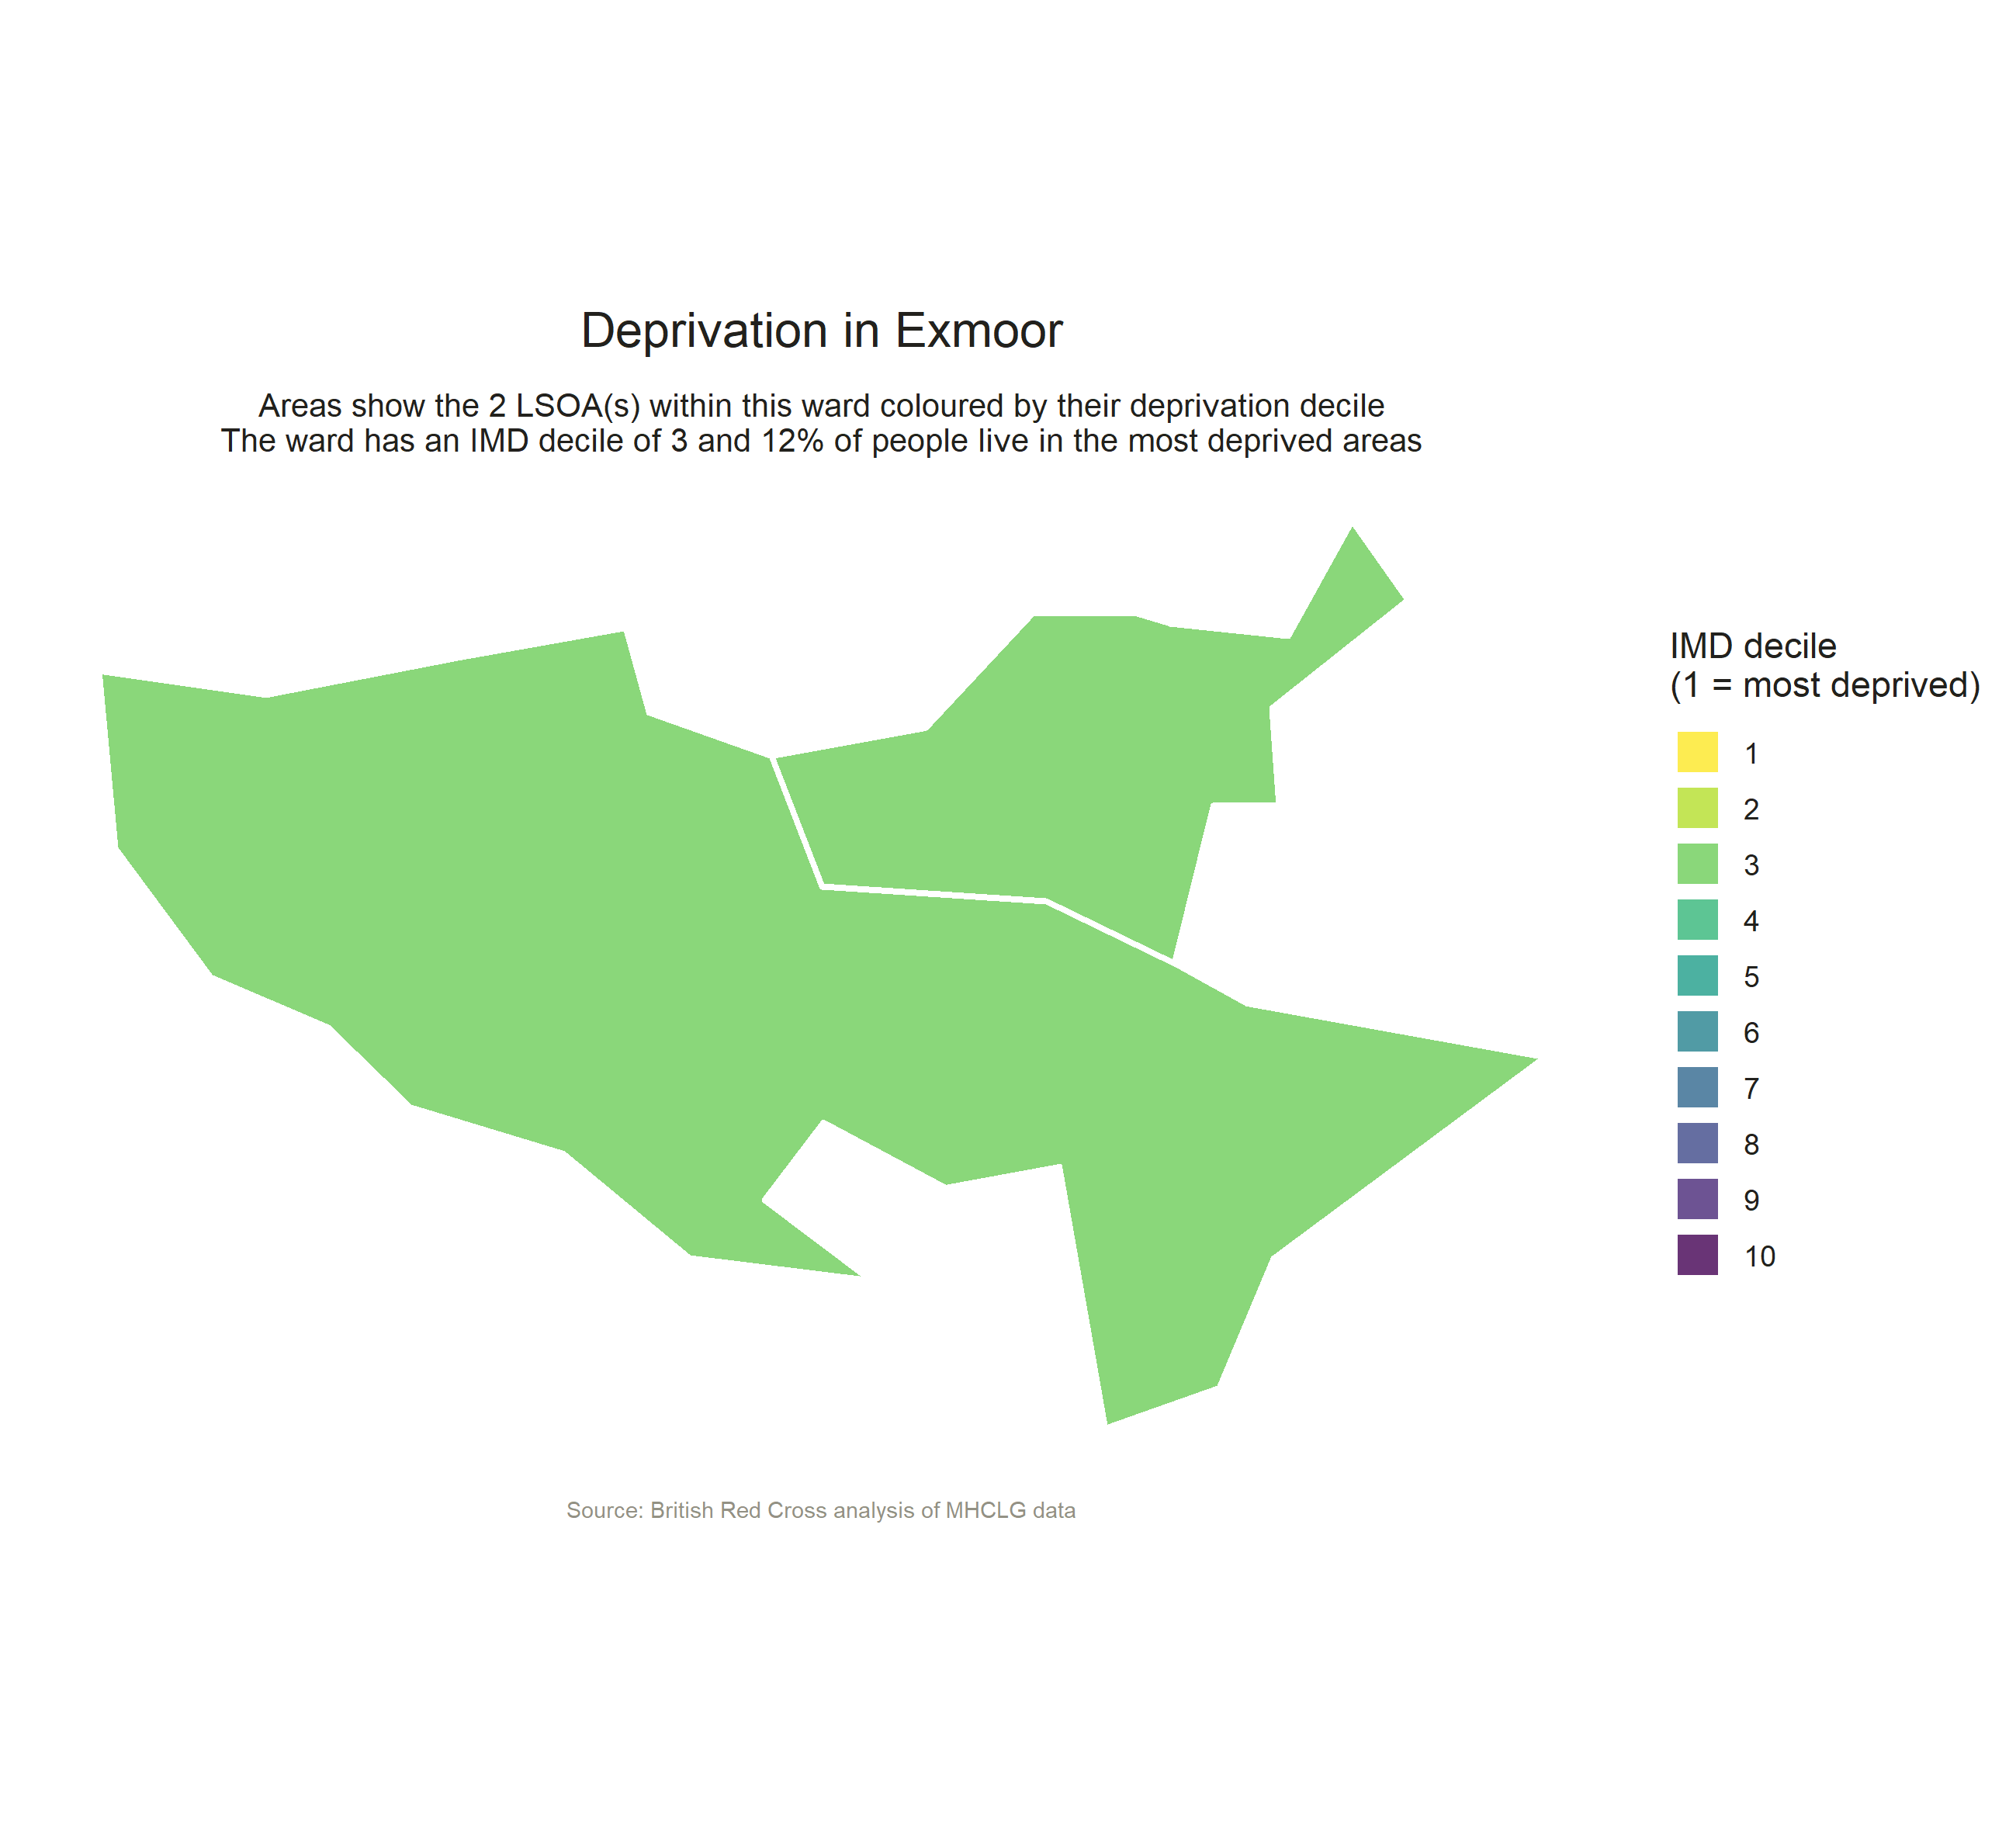 Deprivation in Exmoor
Areas show the 2 LSOA(s) within this ward coloured by their deprivation decile
The ward has an IMD decile of 3 and 12% of people live in the most deprived areas
IMD decile
(1 = most deprived)
1
2
3
4
5
6
7
8
9
10
Source: British Red Cross analysis of MHCLG data